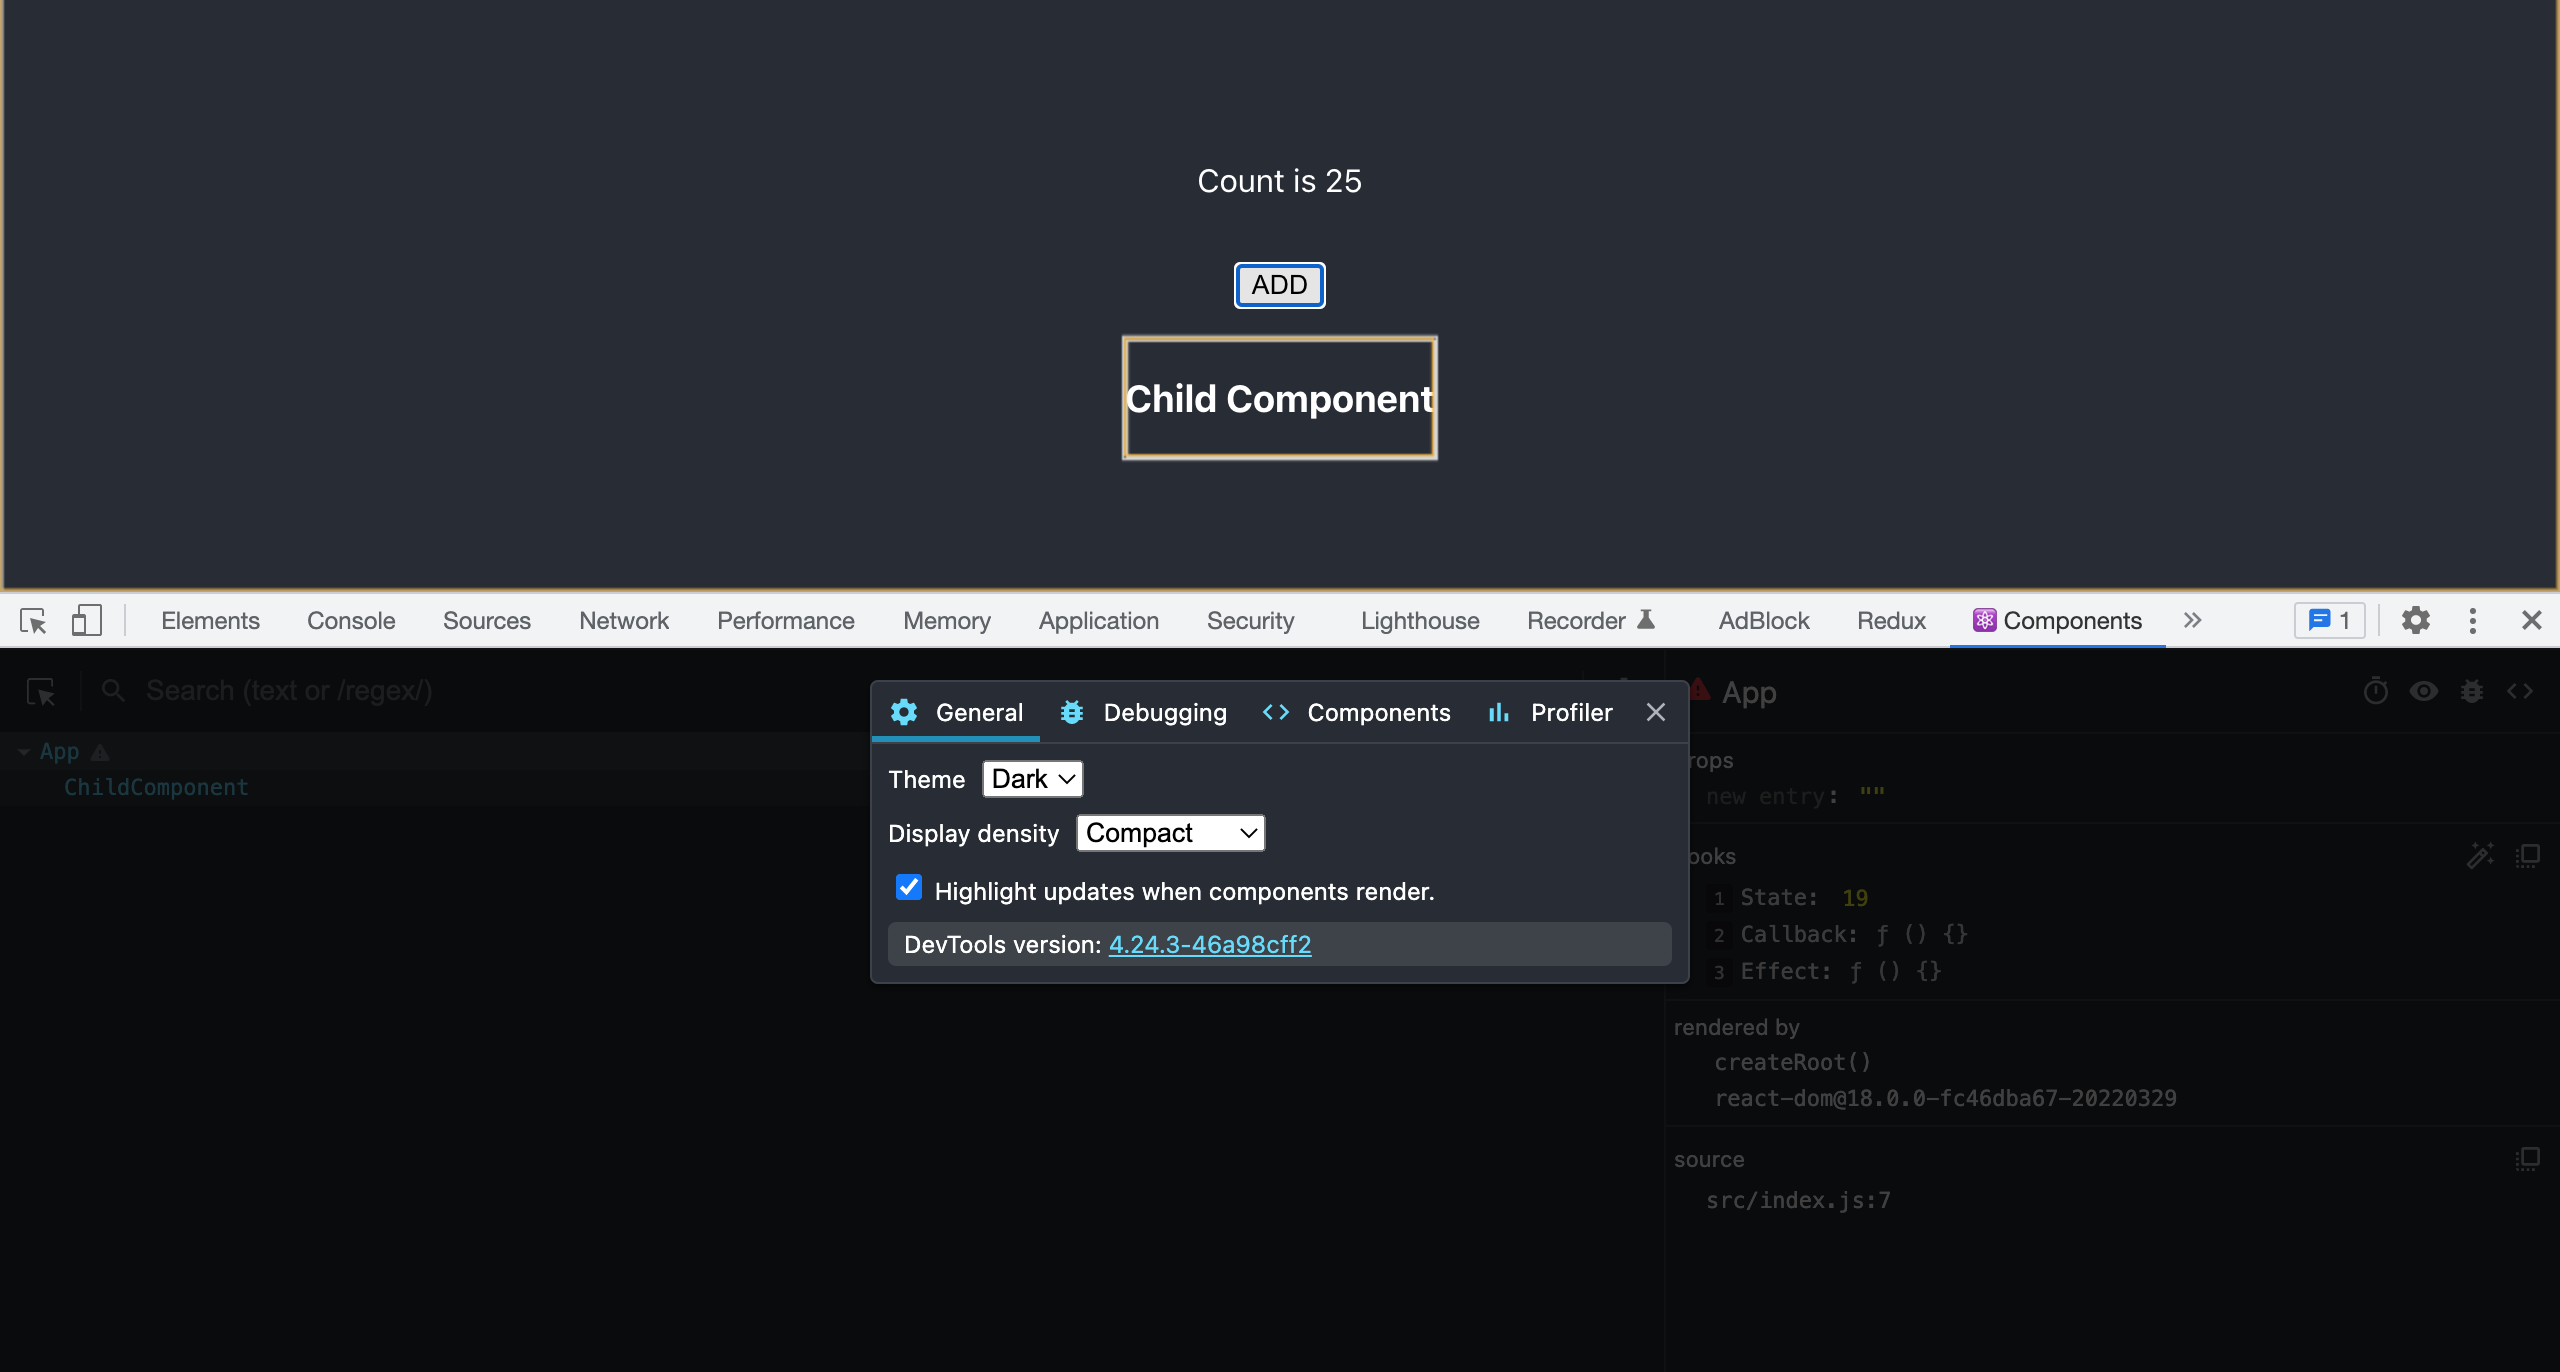 Count is 25
ADD
Child Component
Elements Console Sources Network Performance Memory Application Security Lighthouse Recorder AdBlock Redux Components 1
Search (text or /regex/)
App
ChildComponent
General Debugging Components Profiler
Theme Dark
Display density Compact
Highlight updates when components render.
DevTools version: 4.24.3-46a98cff2
App
rops
new entry: ""
ooks
1 State: 19
2 Callback: ƒ () {}
3 Effect: ƒ () {}
rendered by
createRoot()
react-dom@18.0.0-fc46dba67-20220329
source
src/index.js:7